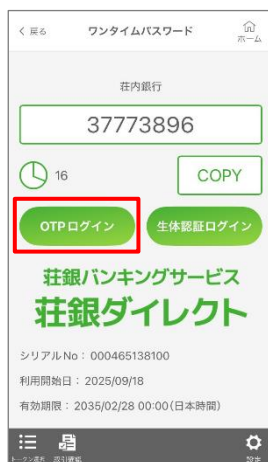 戻る ワンタイムパスワード ホーム
荘内銀行
37773896
16 COPY
OTPログイン 生体認証ログイン
荘銀バンキングサービス
荘銀ダイレクト
シリアルNo：000465138100
利用開始日：2025/09/18
有効期限：2035/02/28 00:00(日本時間)
トークン選択 取引確認 設定